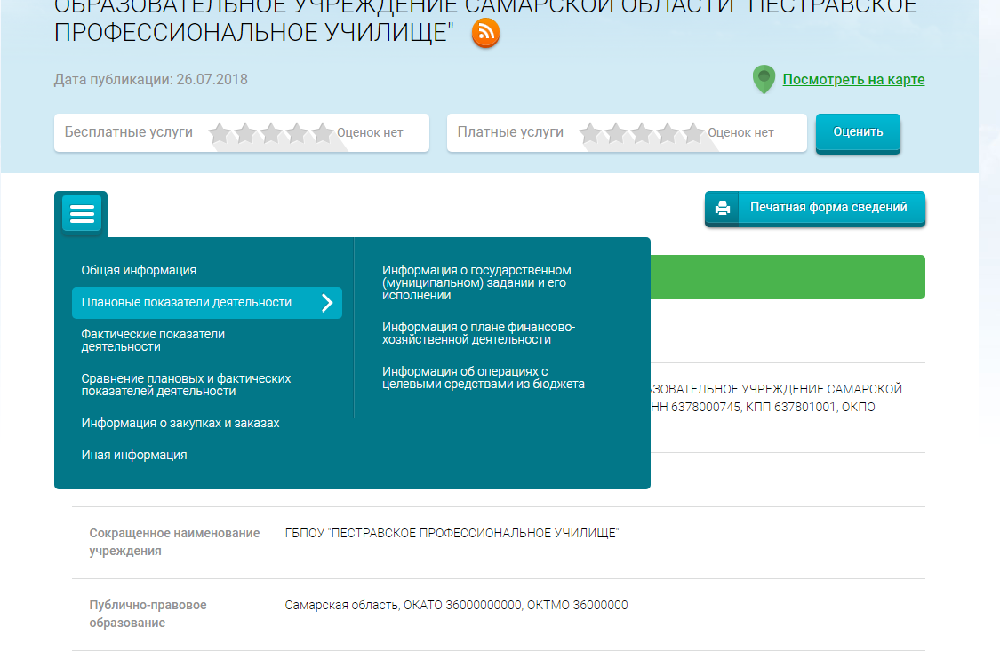 ОБРАЗОВАТЕЛЬНОЕ УЧРЕЖДЕНИЕ САМАРСКОЙ ОБЛАСТИ "ПЕСТРАВСКОЕ
ПРОФЕССИОНАЛЬНОЕ УЧИЛИЩЕ"
Дата публикации: 26.07.2018
Посмотреть на карте
Бесплатные услуги
Оценок нет
Платные услуги
Оценок нет
Оценить
Печатная форма сведений
Общая информация
Плановые показатели деятельности
Фактические показатели
деятельности
Сравнение плановых и фактических
показателей деятельности
Информация о закупках и заказах
Иная информация
Информация о государственном
(муниципальном) задании и его
исполнении
Информация о плане финансово-
хозяйственной деятельности
Информация об операциях с
целевыми средствами из бюджета
УЧРЕЖДЕНИЕ САМАРСКОЙ
6378000745, КПП 637801001, ОКПО
Сокращенное наименование
учреждения
ГБПОУ "ПЕСТРАВСКОЕ ПРОФЕССИОНАЛЬНОЕ УЧИЛИЩЕ"
Публично-правовое
образование
Самарская область, ОКАТО 36000000000, ОКТМО 36000000